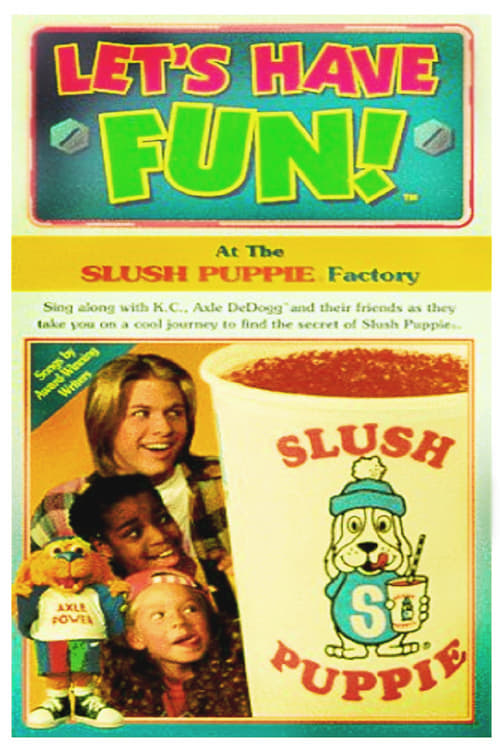 LET'S HAVE
FUN!™
At The
SLUSH PUPPIE Factory
Sing along with K.C., Axle DeDogg™ and their friends as they
take you on a cool journey to find the secret of Slush Puppie™.
Songs by
Award-Winning
Writers
SLUSH
S
PUPPIE®
AXLE
POWER